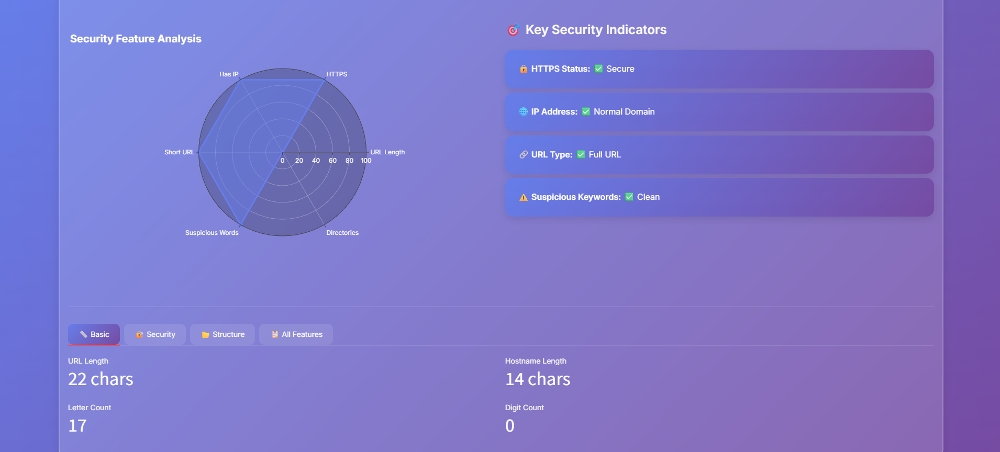 Security Feature Analysis
Has IP
HTTPS
Short URL
URL Length
0 20 40 60 80 100
Suspicious Words
Directories
🎯 Key Security Indicators
🔒 HTTPS Status: ✅ Secure
🌐 IP Address: ✅ Normal Domain
🔗 URL Type: ✅ Full URL
⚠️ Suspicious Keywords: ✅ Clean
📏 Basic
🔐 Security
📂 Structure
📋 All Features
URL Length
22 chars
Hostname Length
14 chars
Letter Count
17
Digit Count
0